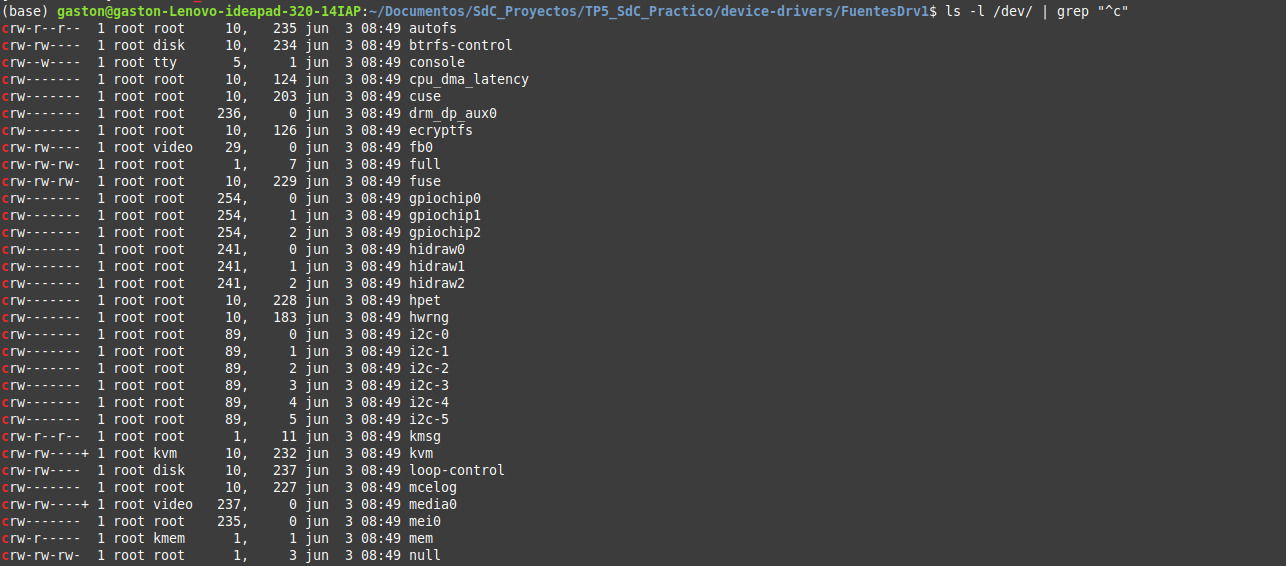 (base) gaston@gaston-Lenovo-ideapad-320-14IAP:~/Documentos/SdC_Proyectos/TP5_SdC_Practico/device-drivers/FuentesDrv1$ ls -l /dev/ | grep "^c"
crw-r--r--  1 root root     10,   235 jun  3 08:49 autofs
crw-rw----  1 root disk     10,   234 jun  3 08:49 btrfs-control
crw--w----  1 root tty       5,     1 jun  3 08:49 console
crw-------  1 root root     10,   124 jun  3 08:49 cpu_dma_latency
crw-------  1 root root     10,   203 jun  3 08:49 cuse
crw-------  1 root root    236,     0 jun  3 08:49 drm_dp_aux0
crw-------  1 root root     10,   126 jun  3 08:49 ecryptfs
crw-rw----  1 root video    29,     0 jun  3 08:49 fb0
crw-rw-rw-  1 root root      1,     7 jun  3 08:49 full
crw-rw-rw-  1 root root     10,   229 jun  3 08:49 fuse
crw-------  1 root root    254,     0 jun  3 08:49 gpiochip0
crw-------  1 root root    254,     1 jun  3 08:49 gpiochip1
crw-------  1 root root    254,     2 jun  3 08:49 gpiochip2
crw-------  1 root root    241,     0 jun  3 08:49 hidraw0
crw-------  1 root root    241,     1 jun  3 08:49 hidraw1
crw-------  1 root root    241,     2 jun  3 08:49 hidraw2
crw-------  1 root root     10,   228 jun  3 08:49 hpet
crw-------  1 root root     10,   183 jun  3 08:49 hwrng
crw-------  1 root root     89,     0 jun  3 08:49 i2c-0
crw-------  1 root root     89,     1 jun  3 08:49 i2c-1
crw-------  1 root root     89,     2 jun  3 08:49 i2c-2
crw-------  1 root root     89,     3 jun  3 08:49 i2c-3
crw-------  1 root root     89,     4 jun  3 08:49 i2c-4
crw-------  1 root root     89,     5 jun  3 08:49 i2c-5
crw-r--r--  1 root root      1,    11 jun  3 08:49 kmsg
crw-rw----+ 1 root kvm      10,   232 jun  3 08:49 kvm
crw-rw----  1 root disk     10,   237 jun  3 08:49 loop-control
crw-------  1 root root     10,   227 jun  3 08:49 mcelog
crw-rw----+ 1 root video   237,     0 jun  3 08:49 media0
crw-------  1 root root    235,     0 jun  3 08:49 mei0
crw-r-----  1 root kmem      1,     1 jun  3 08:49 mem
crw-rw-rw-  1 root root      1,     3 jun  3 08:49 null